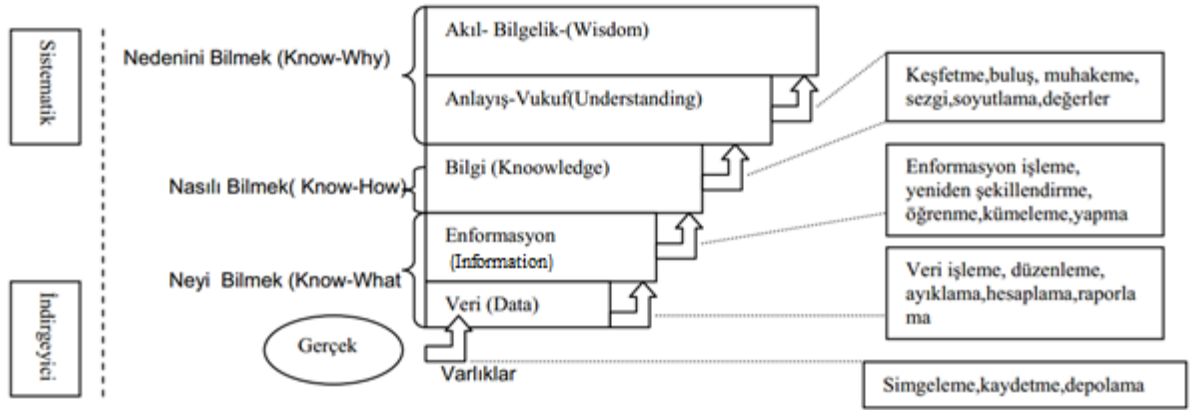 Sistematik
Nedenini Bilmek (Know-Why)
Akıl- Bilgelik-(Wisdom)
Anlayış-Vukuf(Understanding)
Keşfetme,buluş, muhakeme,
sezgi,soyutlama,değerler
Nasılı Bilmek( Know-How)
Bilgi (Knoowledge)
Enformasyon işleme,
yeniden şekillendirme,
öğrenme,kümeleme,yapma
Neyi  Bilmek (Know-What
Enformasyon
(Information)
Veri (Data)
Veri işleme, düzenleme,
ayıklama,hesaplama,raporla
ma
İndirgeyici
Gerçek
Varlıklar
Simgeleme,kaydetme,depolama